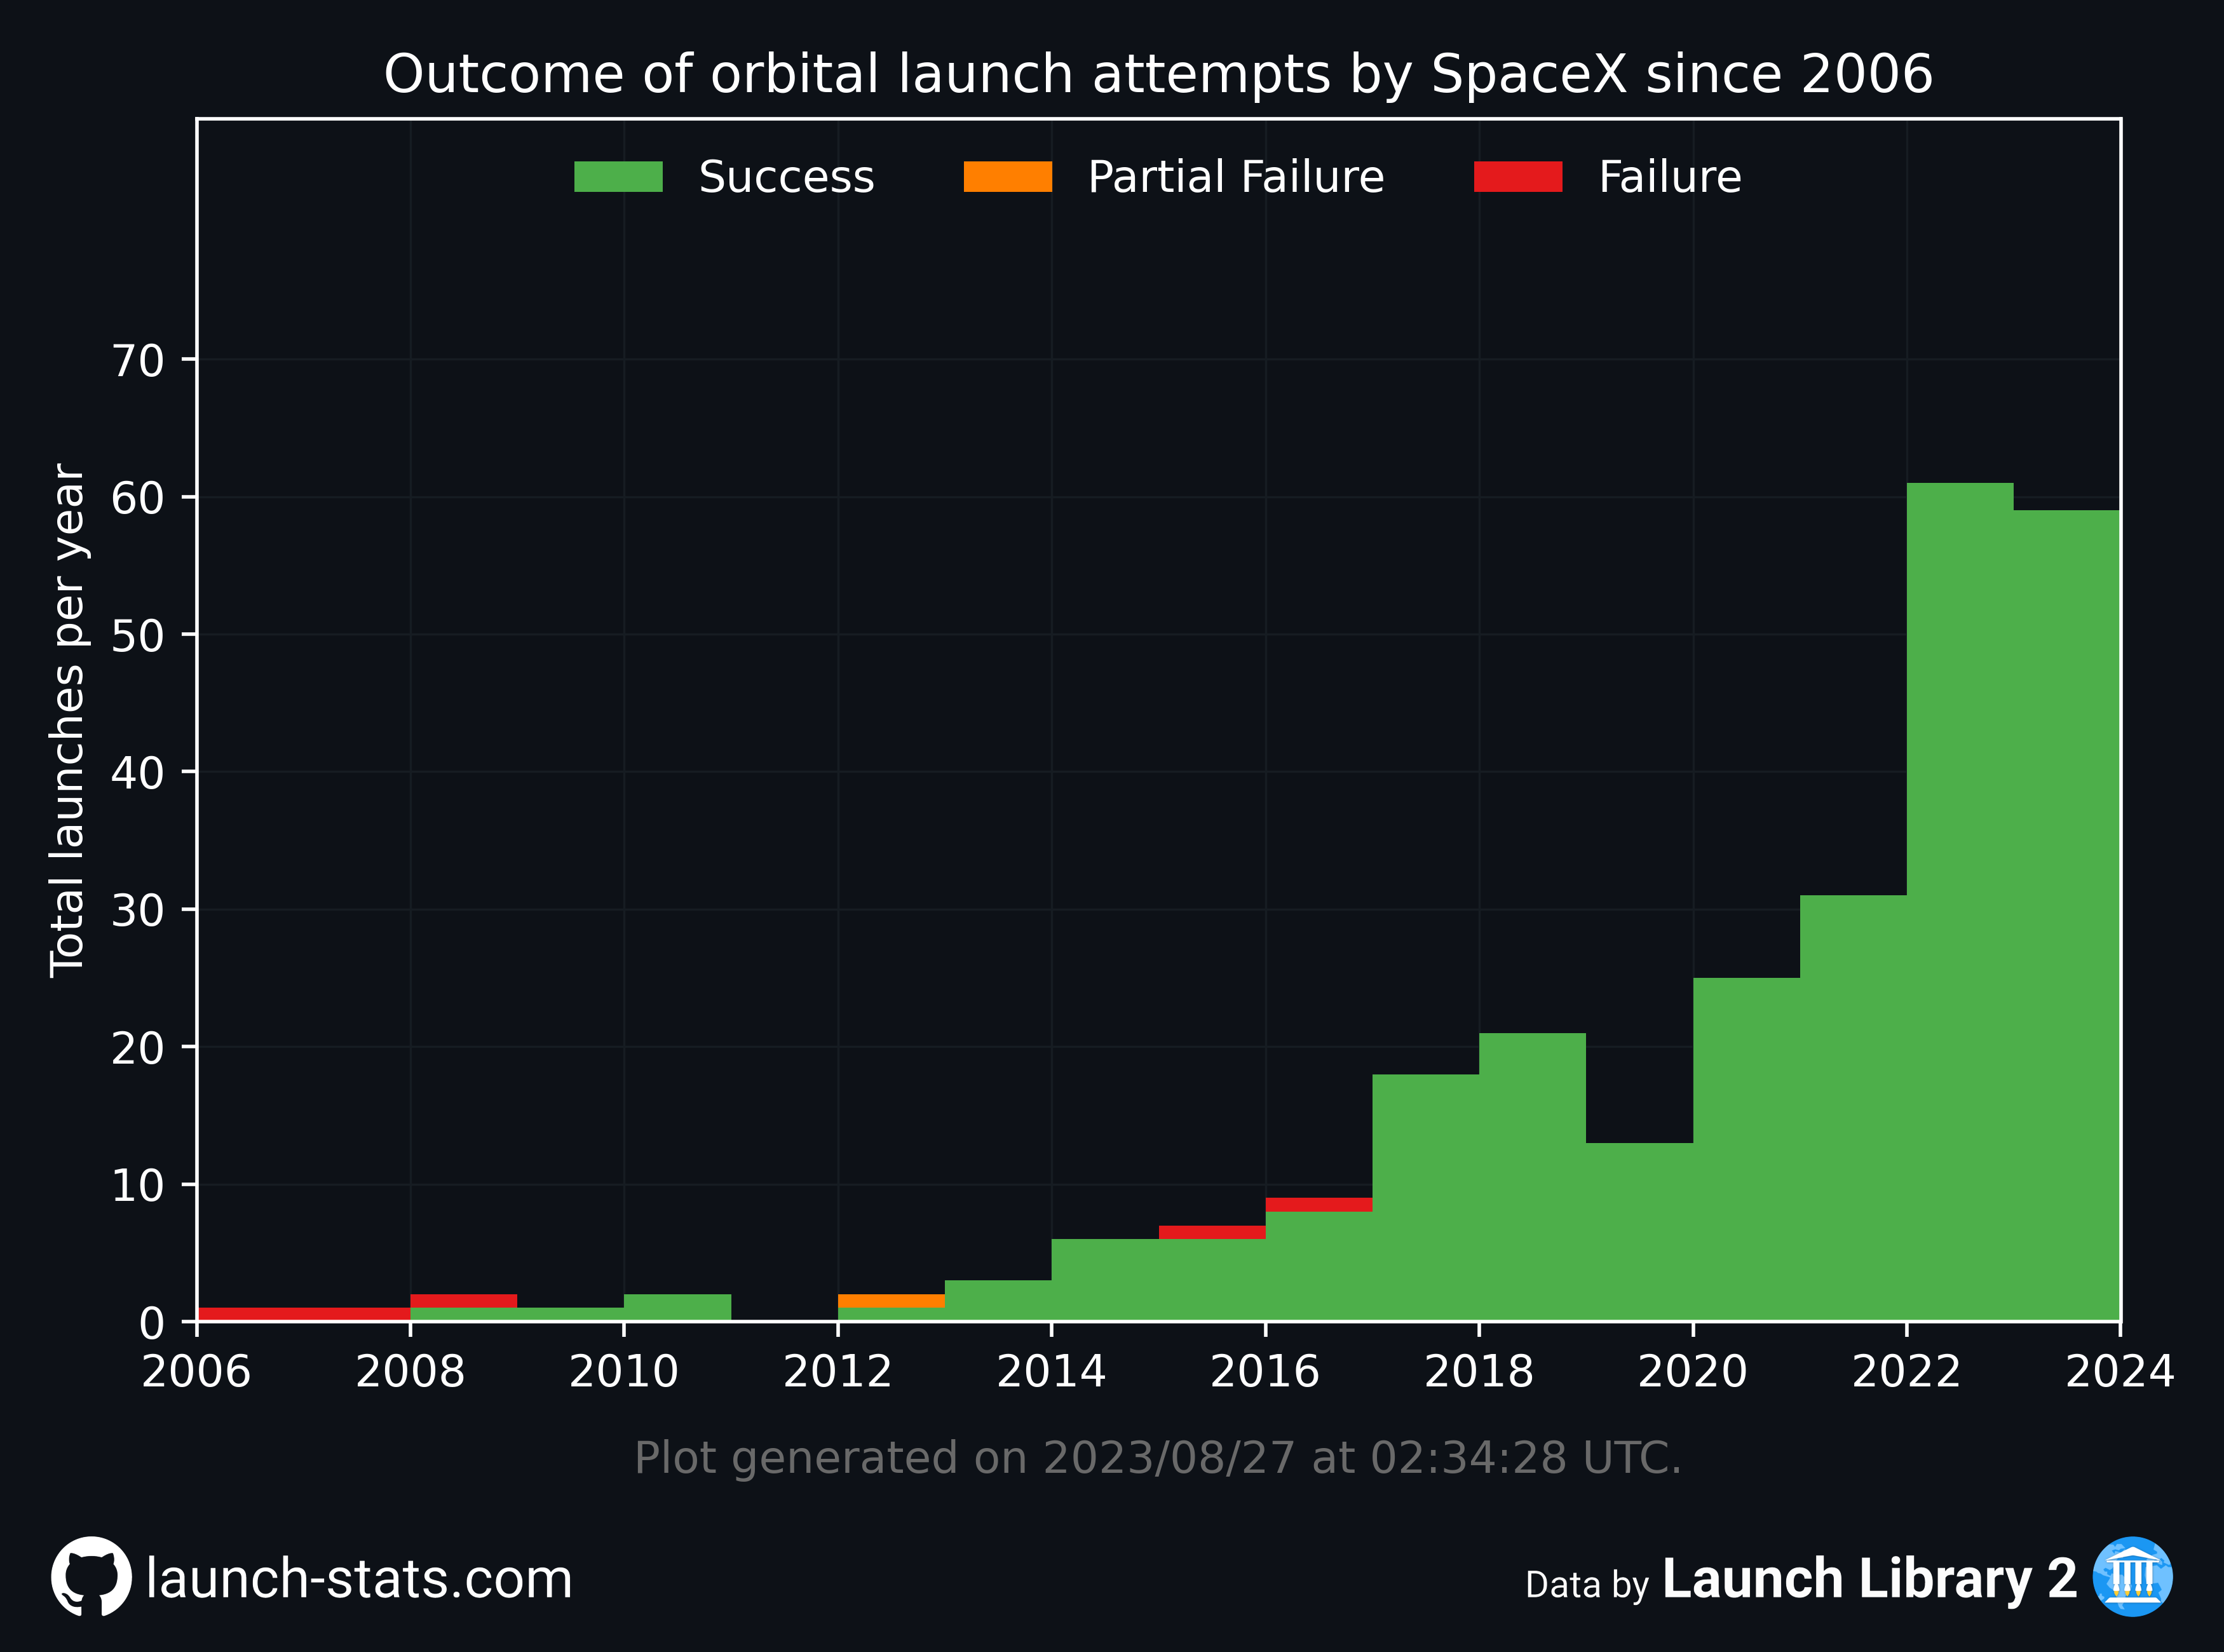 Outcome of orbital launch attempts by SpaceX since 2006
Success Partial Failure Failure
Total launches per year
70
60
50
40
30
20
10
0
2006 2008 2010 2012 2014 2016 2018 2020 2022 2024
Plot generated on 2023/08/27 at 02:34:28 UTC.
launch-stats.com
Data by Launch Library 2